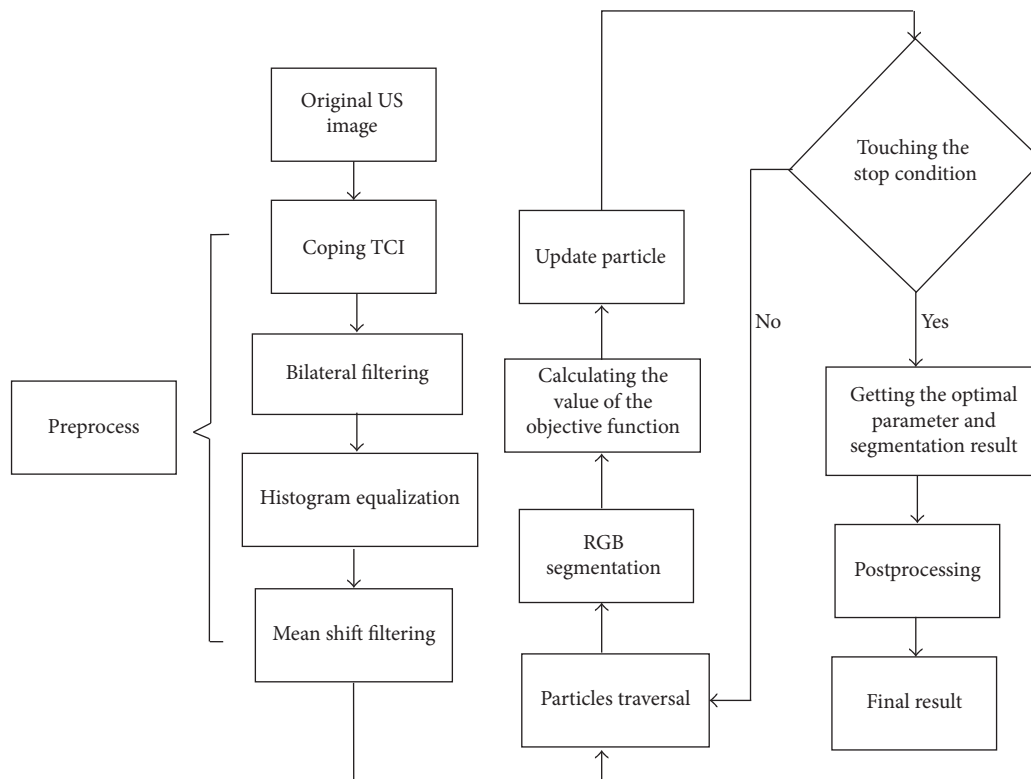 Original US
image
Coping TCI
Bilateral filtering
Histogram equalization
Mean shift filtering
Preprocess
Update particle
Calculating the
value of the
objective function
RGB
segmentation
Particles traversal
Touching the
stop condition
No
Yes
Getting the optimal
parameter and
segmentation result
Postprocessing
Final result